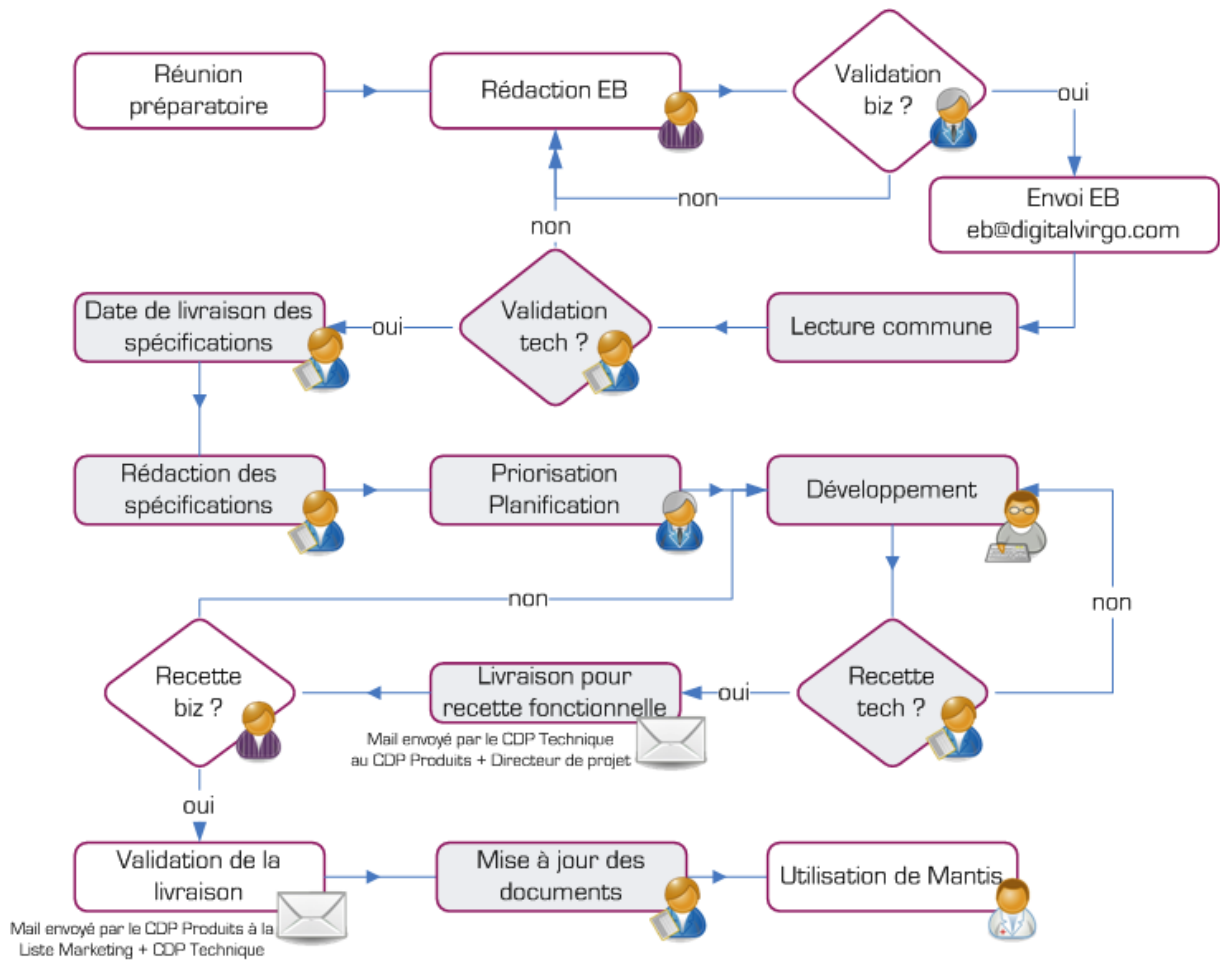 Réunion
préparatoire
Rédaction EB
Validation
biz ?
oui
non
Envoi EB
eb@digitalvirgo.com
non
Date de livraison des
spécifications
oui
Validation
tech ?
Lecture commune
Rédaction des
spécifications
Priorisation
Planification
Développement
non
non
Recette
biz ?
Livraison pour
recette fonctionnelle
oui
Recette
tech ?
Mail envoyé par le CDP Technique
au CDP Produits + Directeur de projet
oui
Validation de la
livraison
Mise à jour des
documents
Utilisation de Mantis
Mail envoyé par le CDP Produits à la
Liste Marketing + CDP Technique